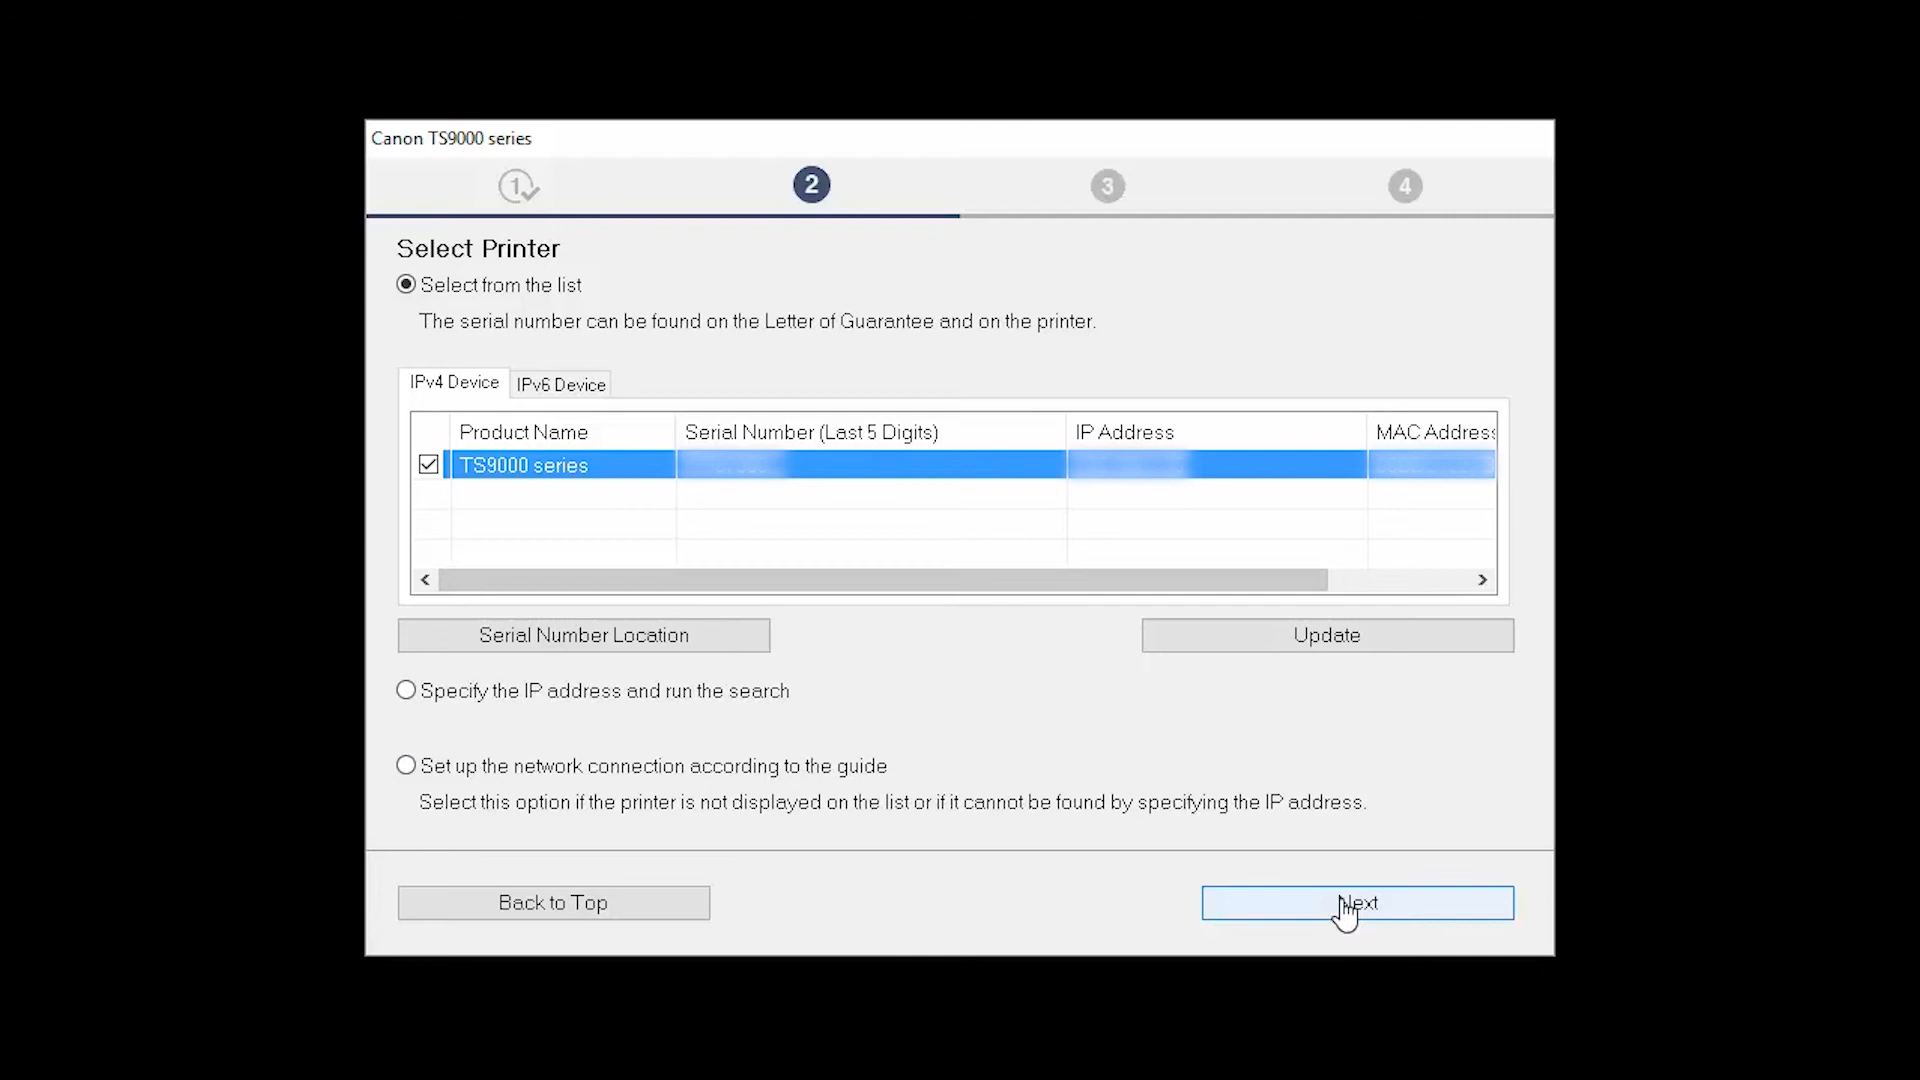 Canon TS9000 series
1 2 3 4
Select Printer
Select from the list
The serial number can be found on the Letter of Guarantee and on the printer.
IPv4 Device IPv6 Device
Product Name Serial Number (Last 5 Digits) IP Address MAC Address
TS9000 series
Serial Number Location Update
Specify the IP address and run the search
Set up the network connection according to the guide
Select this option if the printer is not displayed on the list or if it cannot be found by specifying the IP address.
Back to Top Next